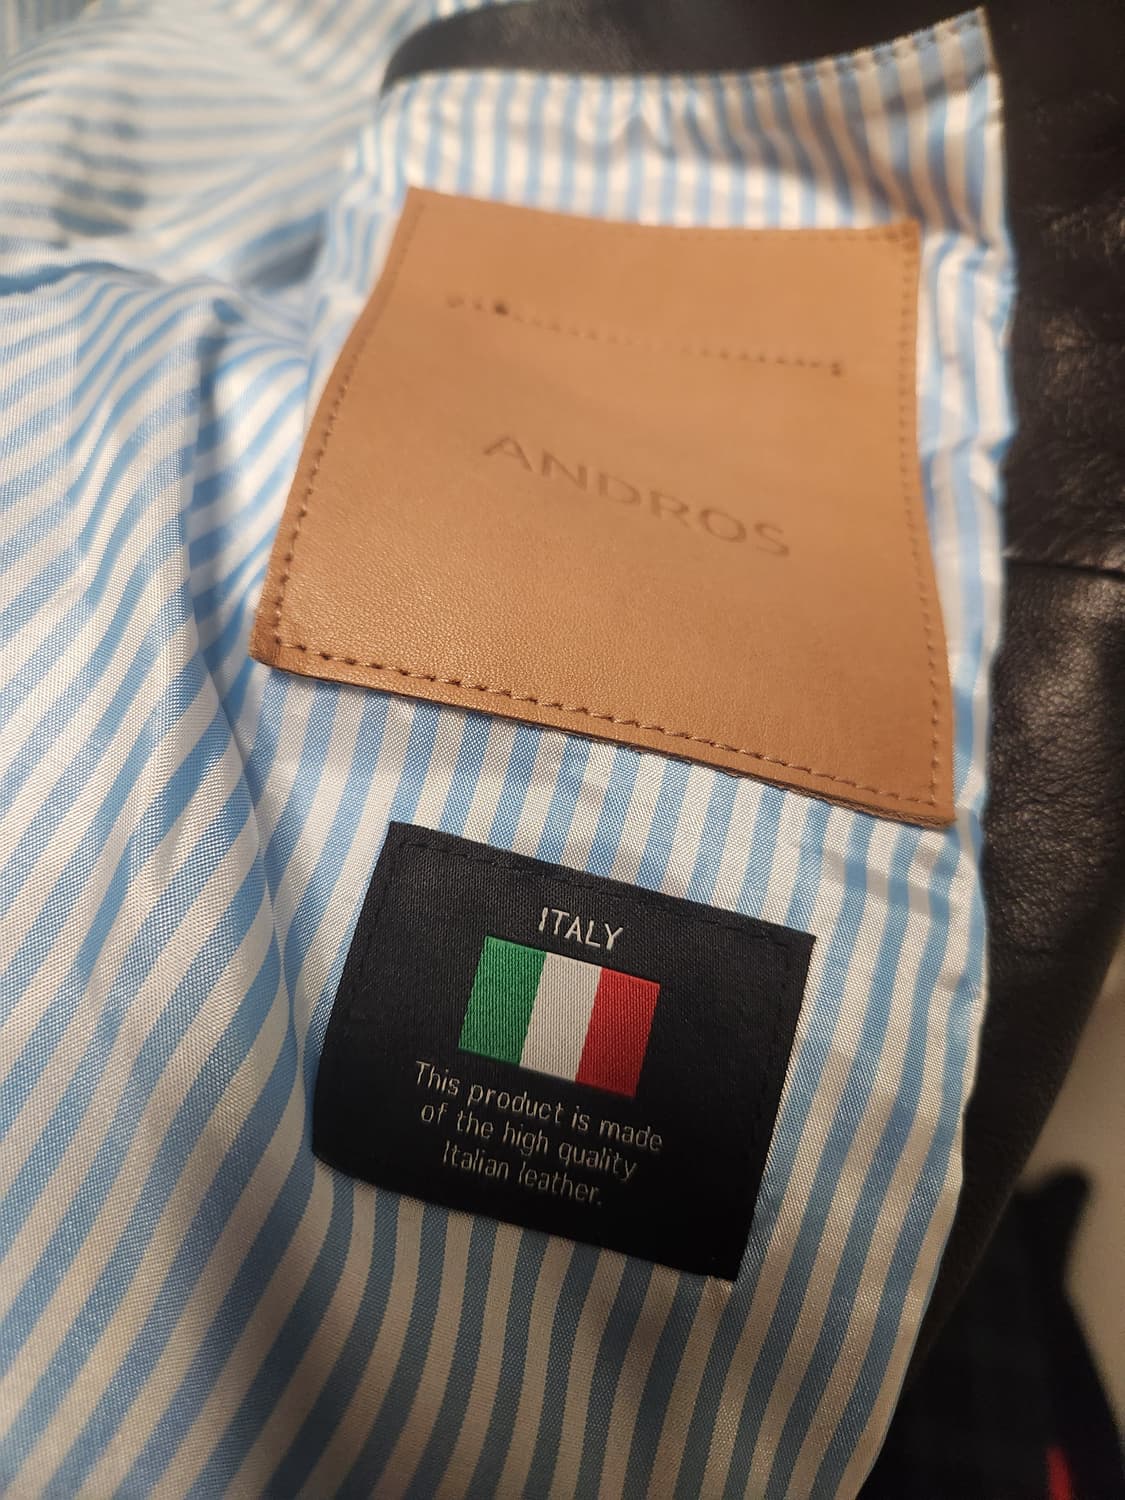 ANDROS
ITALY
This product is made
of the high quality
Italian leather.